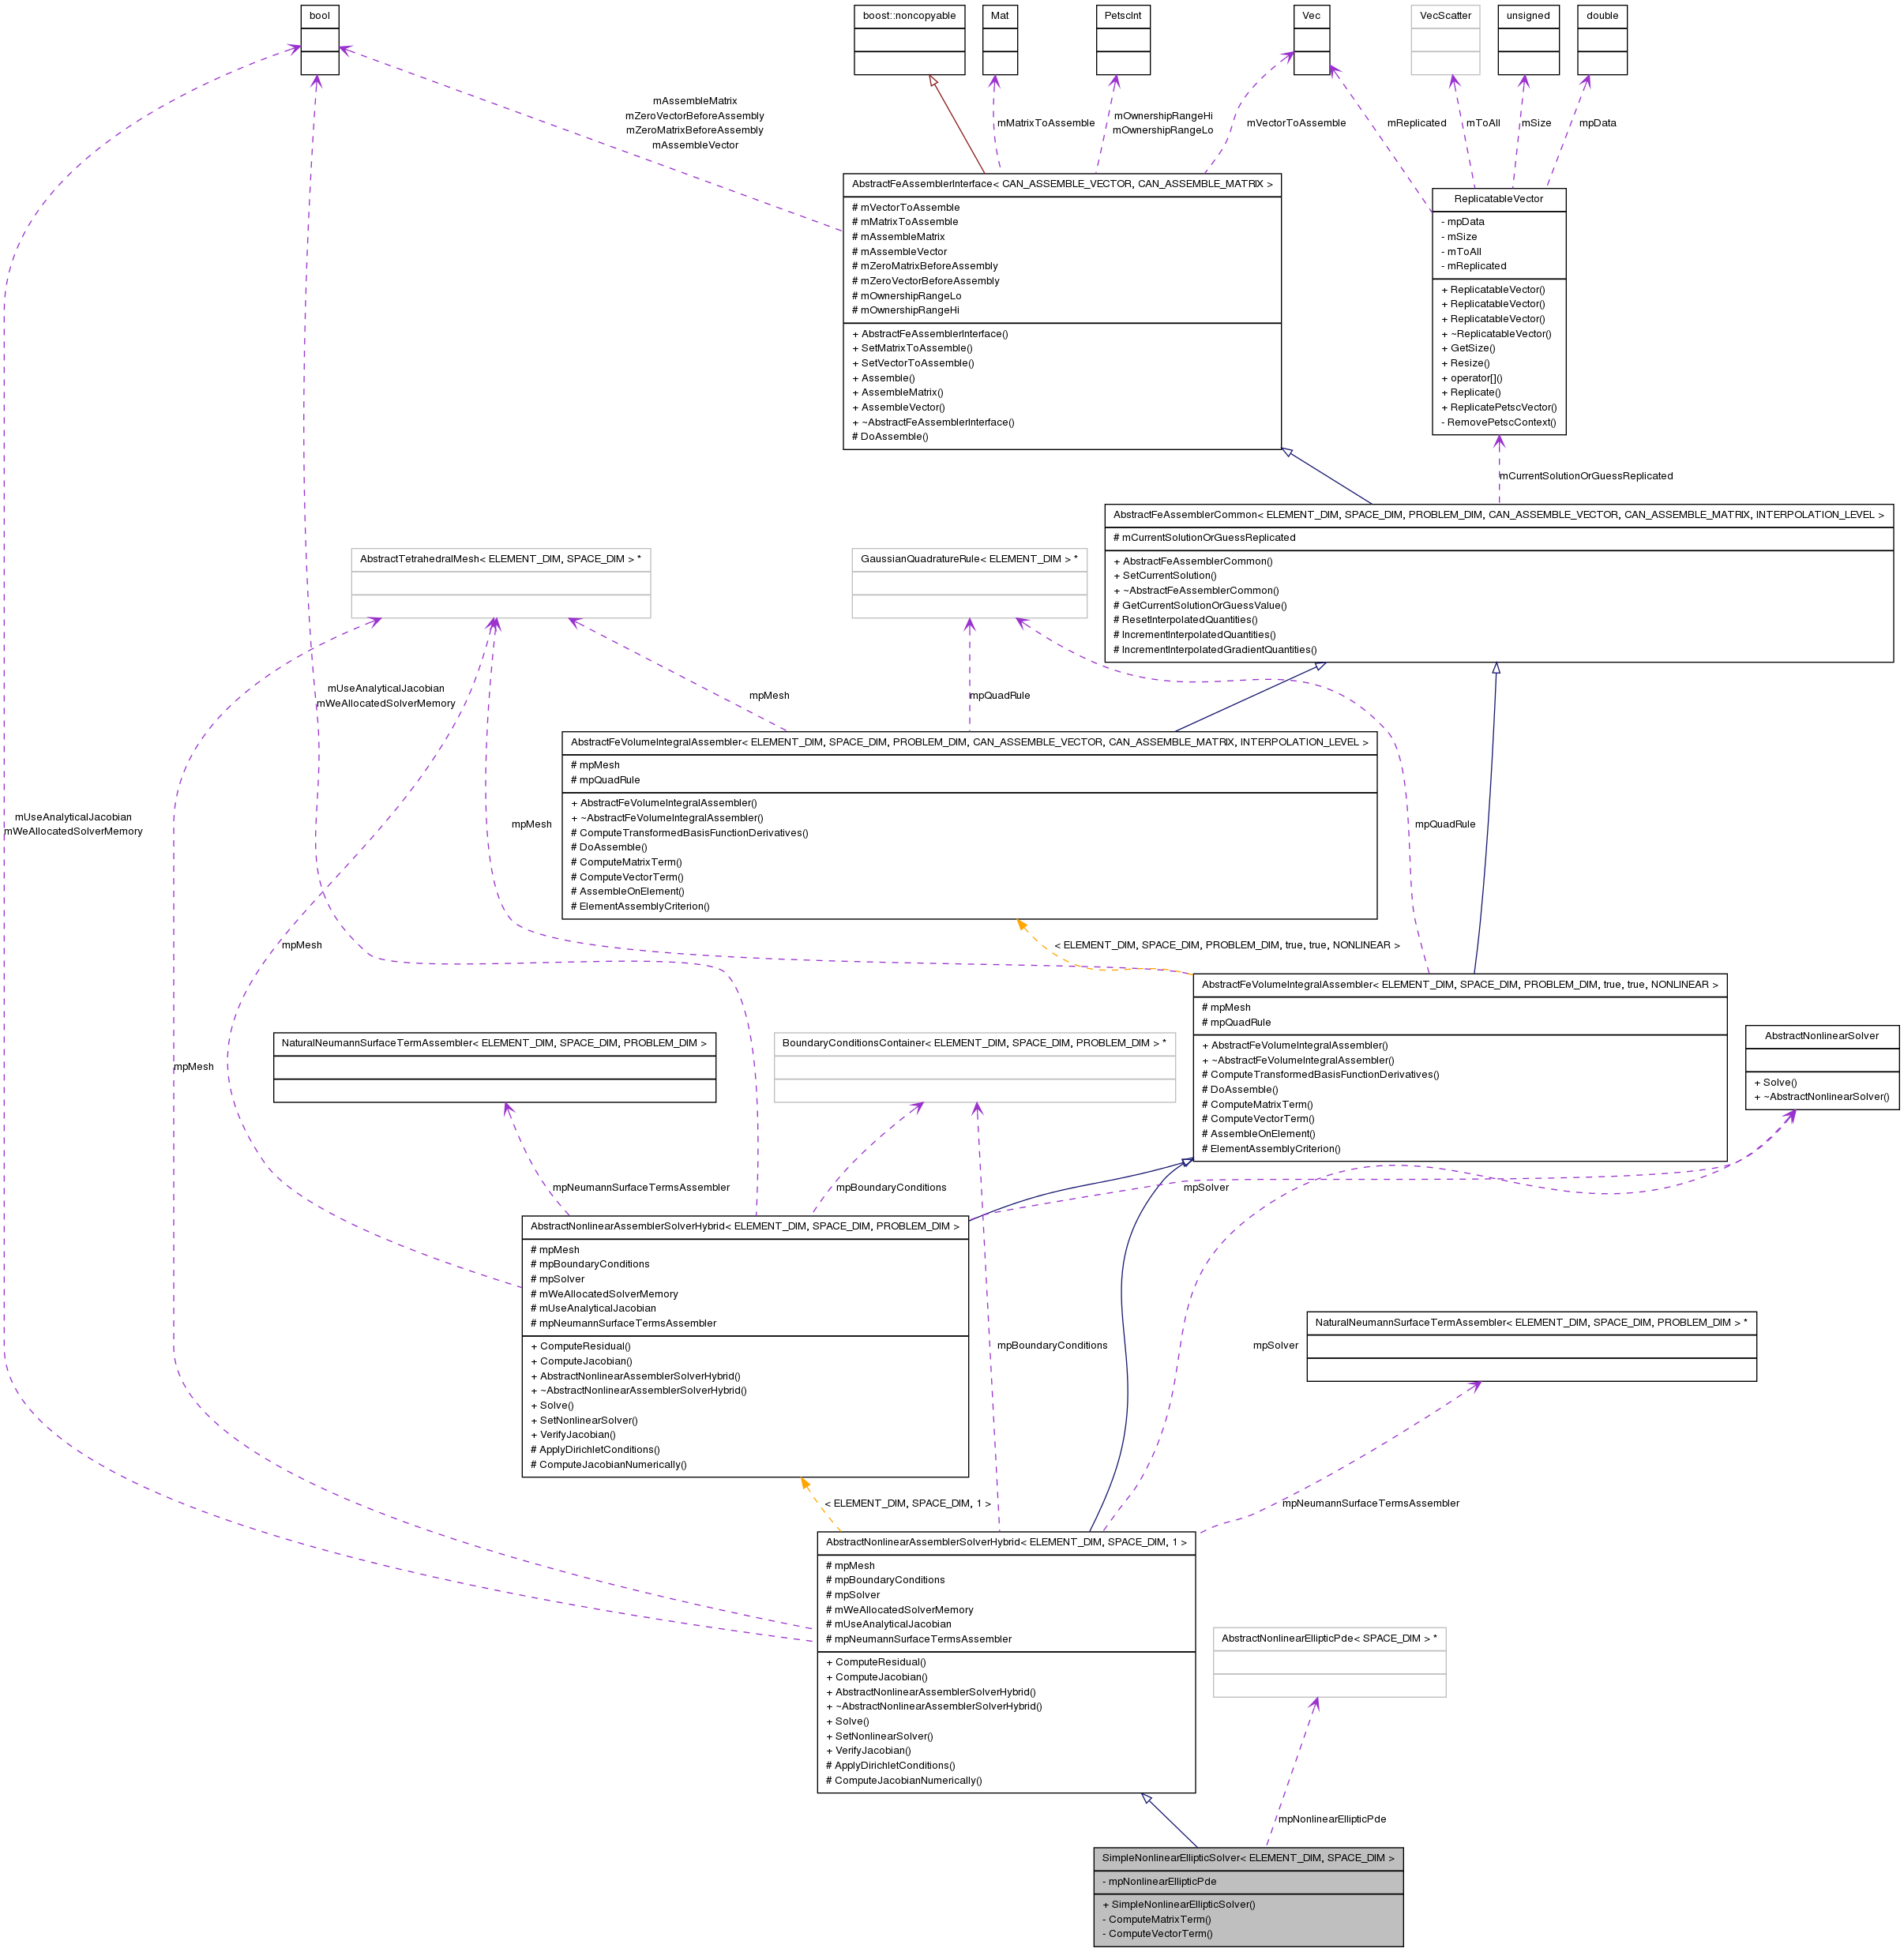 bool
boost::noncopyable
Mat
PetscInt
Vec
VecScatter
unsigned
double
mAssembleMatrix
mZeroVectorBeforeAssembly
mZeroMatrixBeforeAssembly
mAssembleVector
mMatrixToAssemble
mOwnershipRangeHi
mOwnershipRangeLo
mVectorToAssemble
mReplicated
mToAll
mSize
mpData
AbstractFeAssemblerInterface< CAN_ASSEMBLE_VECTOR, CAN_ASSEMBLE_MATRIX >
# mVectorToAssemble
# mMatrixToAssemble
# mAssembleMatrix
# mAssembleVector
# mZeroMatrixBeforeAssembly
# mZeroVectorBeforeAssembly
# mOwnershipRangeLo
# mOwnershipRangeHi
+ AbstractFeAssemblerInterface()
+ SetMatrixToAssemble()
+ SetVectorToAssemble()
+ Assemble()
+ AssembleMatrix()
+ AssembleVector()
+ ~AbstractFeAssemblerInterface()
# DoAssemble()
ReplicatableVector
- mpData
- mSize
- mToAll
- mReplicated
+ ReplicatableVector()
+ ReplicatableVector()
+ ReplicatableVector()
+ ~ReplicatableVector()
+ GetSize()
+ Resize()
+ operator[]()
+ Replicate()
+ ReplicatePetscVector()
- RemovePetscContext()
mCurrentSolutionOrGuessReplicated
AbstractFeAssemblerCommon< ELEMENT_DIM, SPACE_DIM, PROBLEM_DIM, CAN_ASSEMBLE_VECTOR, CAN_ASSEMBLE_MATRIX, INTERPOLATION_LEVEL >
# mCurrentSolutionOrGuessReplicated
+ AbstractFeAssemblerCommon()
+ SetCurrentSolution()
+ ~AbstractFeAssemblerCommon()
# GetCurrentSolutionOrGuessValue()
# ResetInterpolatedQuantities()
# IncrementInterpolatedQuantities()
# IncrementInterpolatedGradientQuantities()
AbstractTetrahedralMesh< ELEMENT_DIM, SPACE_DIM > *
GaussianQuadratureRule< ELEMENT_DIM > *
mUseAnalyticalJacobian
mWeAllocatedSolverMemory
mpMesh
mpQuadRule
AbstractFeVolumeIntegralAssembler< ELEMENT_DIM, SPACE_DIM, PROBLEM_DIM, CAN_ASSEMBLE_VECTOR, CAN_ASSEMBLE_MATRIX, INTERPOLATION_LEVEL >
# mpMesh
# mpQuadRule
+ AbstractFeVolumeIntegralAssembler()
+ ~AbstractFeVolumeIntegralAssembler()
# ComputeTransformedBasisFunctionDerivatives()
# DoAssemble()
# ComputeMatrixTerm()
# ComputeVectorTerm()
# AssembleOnElement()
# ElementAssemblyCriterion()
mUseAnalyticalJacobian
mWeAllocatedSolverMemory
mpMesh
mpQuadRule
mpMesh
< ELEMENT_DIM, SPACE_DIM, PROBLEM_DIM, true, true, NONLINEAR >
AbstractFeVolumeIntegralAssembler< ELEMENT_DIM, SPACE_DIM, PROBLEM_DIM, true, true, NONLINEAR >
# mpMesh
# mpQuadRule
+ AbstractFeVolumeIntegralAssembler()
+ ~AbstractFeVolumeIntegralAssembler()
# ComputeTransformedBasisFunctionDerivatives()
# DoAssemble()
# ComputeMatrixTerm()
# ComputeVectorTerm()
# AssembleOnElement()
# ElementAssemblyCriterion()
AbstractNonlinearSolver
+ Solve()
+ ~AbstractNonlinearSolver()
NaturalNeumannSurfaceTermAssembler< ELEMENT_DIM, SPACE_DIM, PROBLEM_DIM >
BoundaryConditionsContainer< ELEMENT_DIM, SPACE_DIM, PROBLEM_DIM > *
mpMesh
mpNeumannSurfaceTermsAssembler
mpBoundaryConditions
mpSolver
AbstractNonlinearAssemblerSolverHybrid< ELEMENT_DIM, SPACE_DIM, PROBLEM_DIM >
# mpMesh
# mpBoundaryConditions
# mpSolver
# mWeAllocatedSolverMemory
# mUseAnalyticalJacobian
# mpNeumannSurfaceTermsAssembler
+ ComputeResidual()
+ ComputeJacobian()
+ AbstractNonlinearAssemblerSolverHybrid()
+ ~AbstractNonlinearAssemblerSolverHybrid()
+ Solve()
+ SetNonlinearSolver()
+ VerifyJacobian()
# ApplyDirichletConditions()
# ComputeJacobianNumerically()
mpBoundaryConditions
mpSolver
NaturalNeumannSurfaceTermAssembler< ELEMENT_DIM, SPACE_DIM, PROBLEM_DIM > *
< ELEMENT_DIM, SPACE_DIM, 1 >
mpNeumannSurfaceTermsAssembler
AbstractNonlinearAssemblerSolverHybrid< ELEMENT_DIM, SPACE_DIM, 1 >
# mpMesh
# mpBoundaryConditions
# mpSolver
# mWeAllocatedSolverMemory
# mUseAnalyticalJacobian
# mpNeumannSurfaceTermsAssembler
+ ComputeResidual()
+ ComputeJacobian()
+ AbstractNonlinearAssemblerSolverHybrid()
+ ~AbstractNonlinearAssemblerSolverHybrid()
+ Solve()
+ SetNonlinearSolver()
+ VerifyJacobian()
# ApplyDirichletConditions()
# ComputeJacobianNumerically()
AbstractNonlinearEllipticPde< SPACE_DIM > *
mpNonlinearEllipticPde
SimpleNonlinearEllipticSolver< ELEMENT_DIM, SPACE_DIM >
- mpNonlinearEllipticPde
+ SimpleNonlinearEllipticSolver()
- ComputeMatrixTerm()
- ComputeVectorTerm()